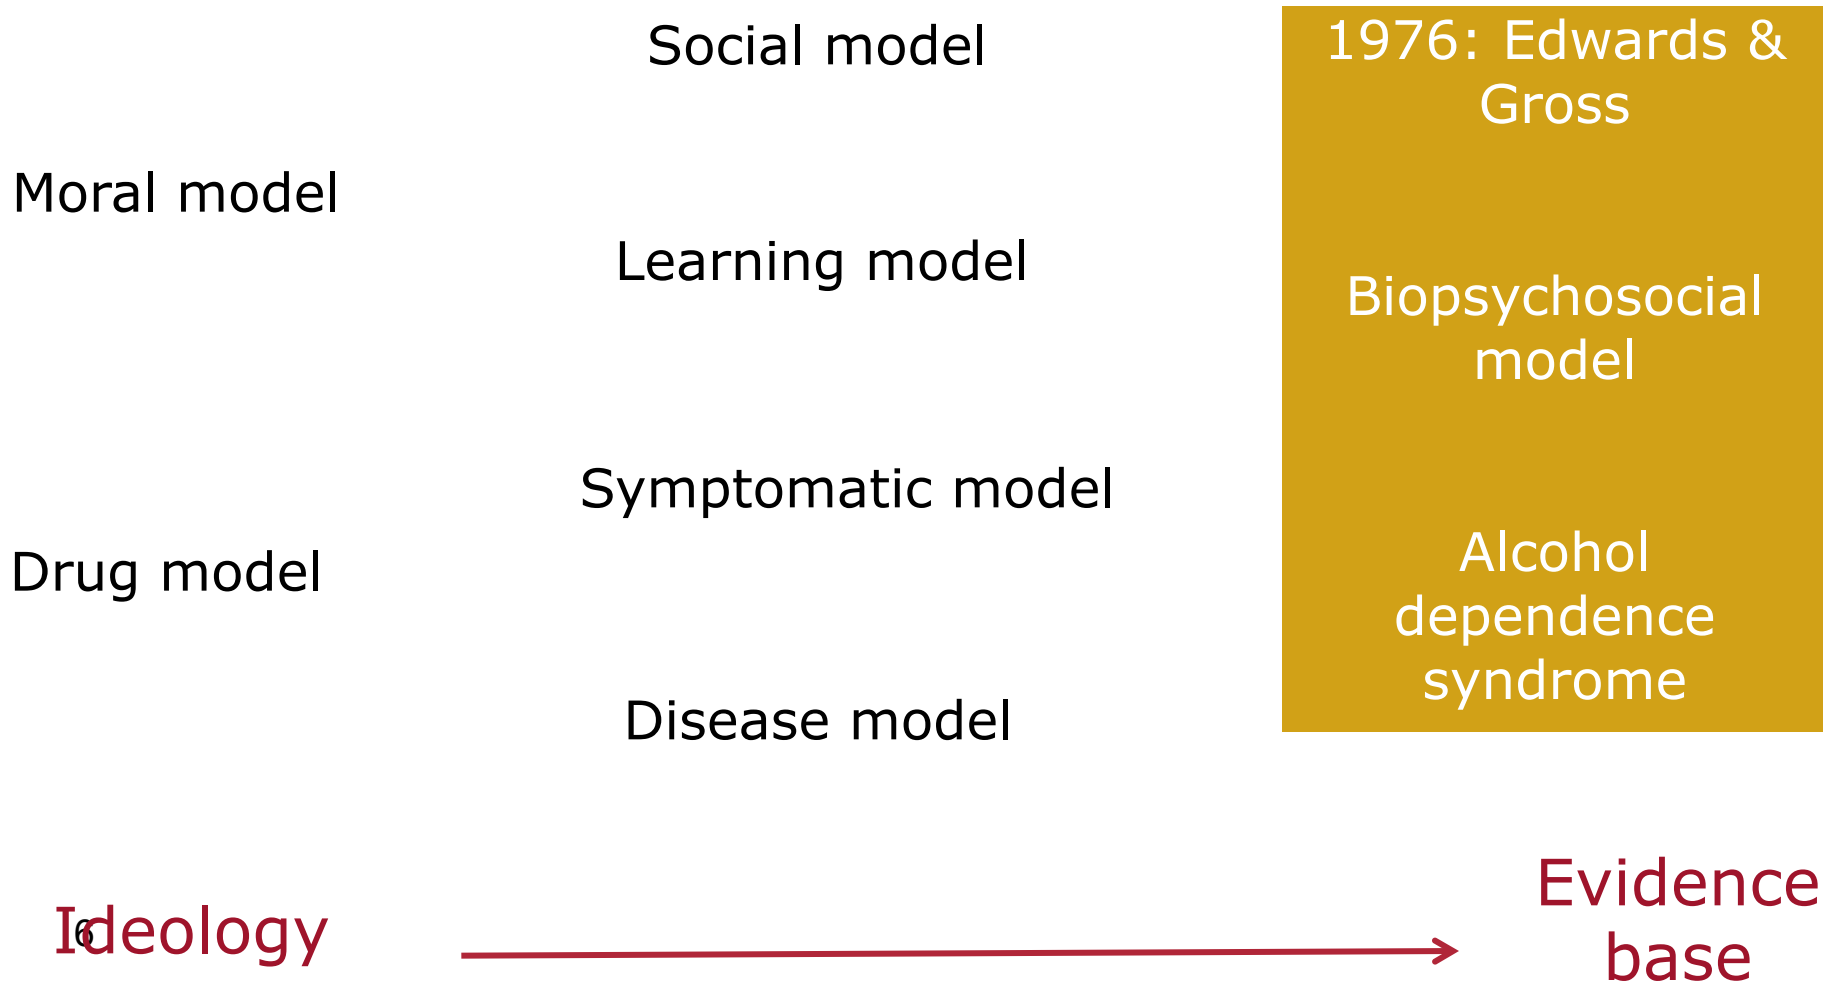 Social model
Moral model
Learning model
Symptomatic model
Drug model
Disease model
1976: Edwards &
Gross
Biopsychosocial
model
Alcohol
dependence
syndrome
Ideology
6
Evidence
base